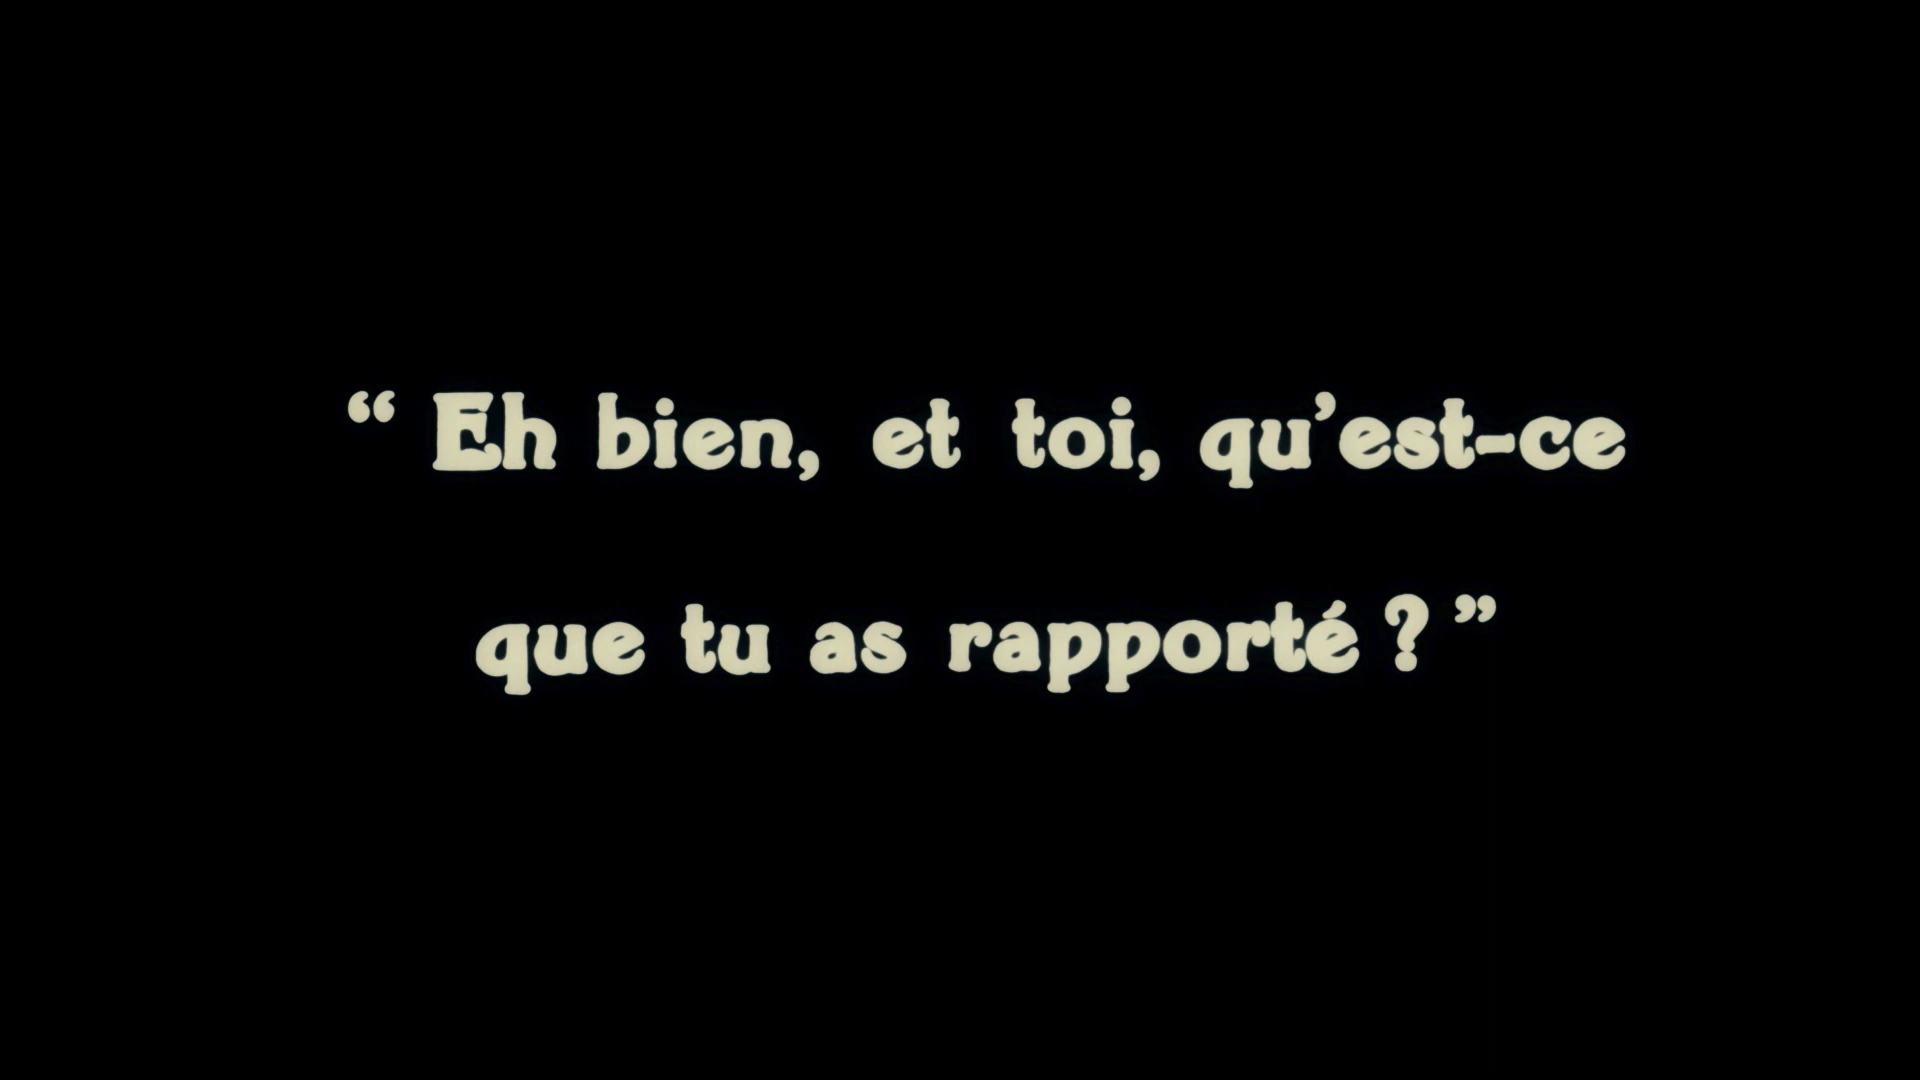 “ Eh bien, et toi, qu’est-ce
que tu as rapporté ? ”